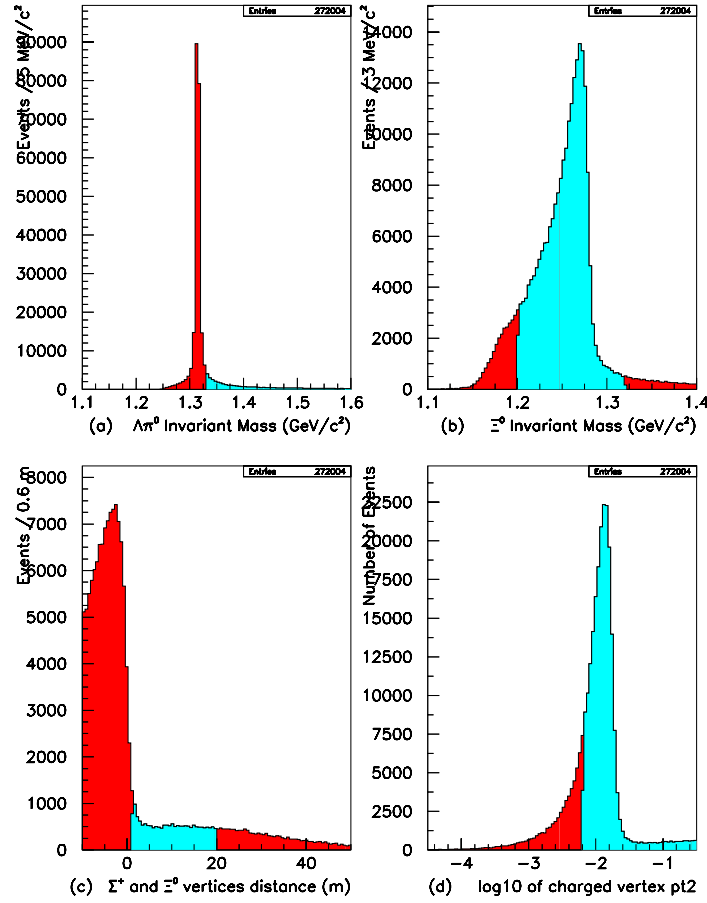 Entries 272004
Events / 5 MeV/c²
90000
80000
70000
60000
50000
40000
30000
20000
10000
0
1.1 1.2 1.3 1.4 1.5 1.6
(a) Λπ⁰ Invariant Mass (GeV/c²)
Entries 272004
Events / 3 MeV/c²
14000
12000
10000
8000
6000
4000
2000
0
1.1 1.2 1.3 1.4
(b) Ξ⁰ Invariant Mass (GeV/c²)
Entries 272004
Events / 0.6 m
8000
7000
6000
5000
4000
3000
2000
1000
0
0 20 40
(c) Σ⁺ and Ξ⁰ vertices distance (m)
Entries 272004
Number of Events
22500
20000
17500
15000
12500
10000
7500
5000
2500
0
−4 −3 −2 −1
(d) log10 of charged vertex pt2